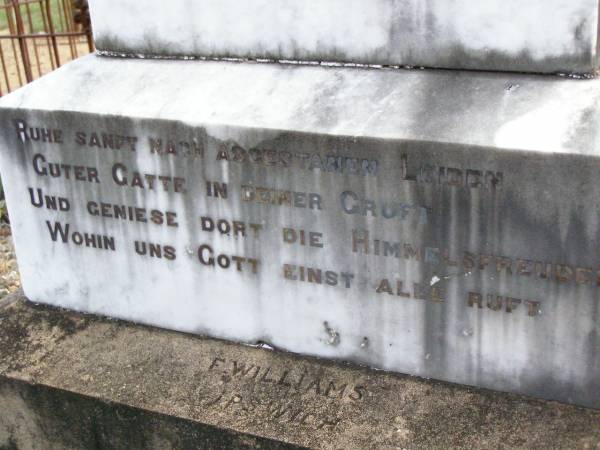 Ruhe sanft nach abgestanen Leiden
Guter Gatte in deiner Gruft
Und geniese dort die Himmelsfreuden
Wohin uns Gott einst alle ruft
F. WILLIAMS
IPSWICH